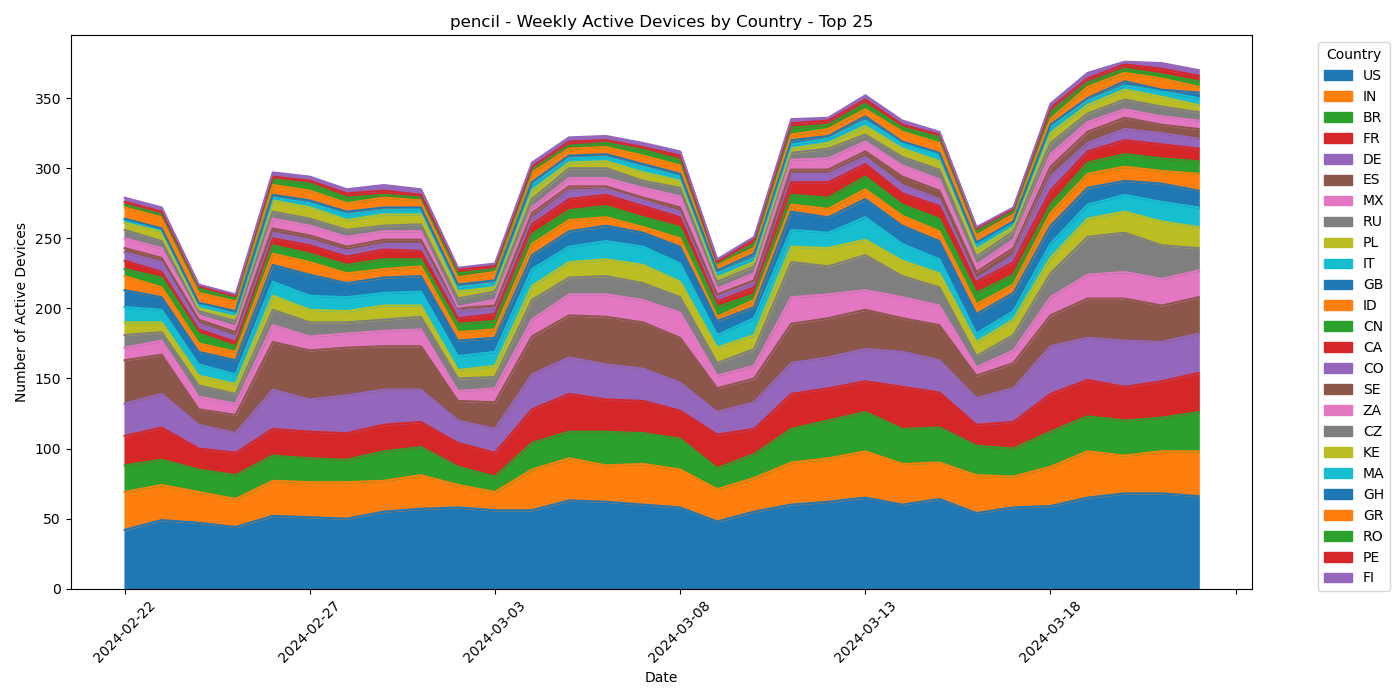 pencil - Weekly Active Devices by Country - Top 25
Number of Active Devices
350
300
250
200
150
100
50
0
2024-02-22
2024-02-27
2024-03-03
2024-03-08
2024-03-13
2024-03-18
Date
Country
US
IN
BR
FR
DE
ES
MX
RU
PL
IT
GB
ID
CN
CA
CO
SE
ZA
CZ
KE
MA
GH
GR
RO
PE
FI